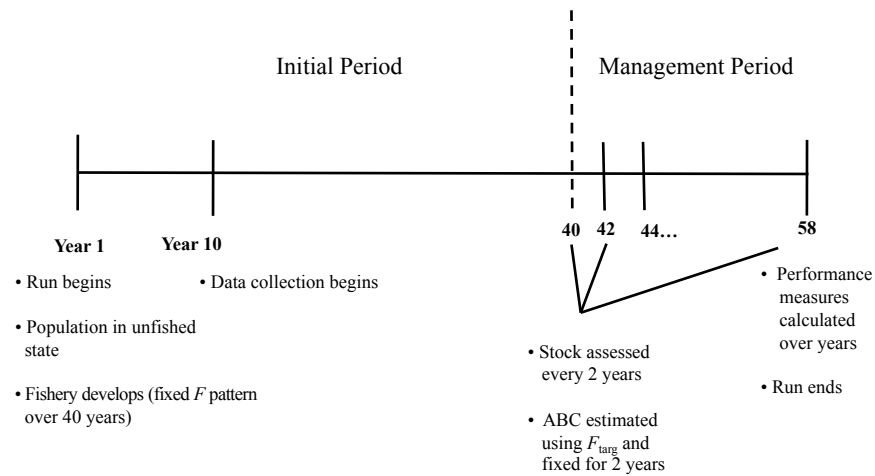 Initial Period
Management Period
Year 1
Year 10
40
42
44…
58
• Run begins
• Population in unfished
state
• Fishery develops (fixed F pattern
over 40 years)
• Data collection begins
• Stock assessed
every 2 years
• ABC estimated
using Ftarg and
fixed for 2 years
• Performance
measures
calculated
over years
• Run ends